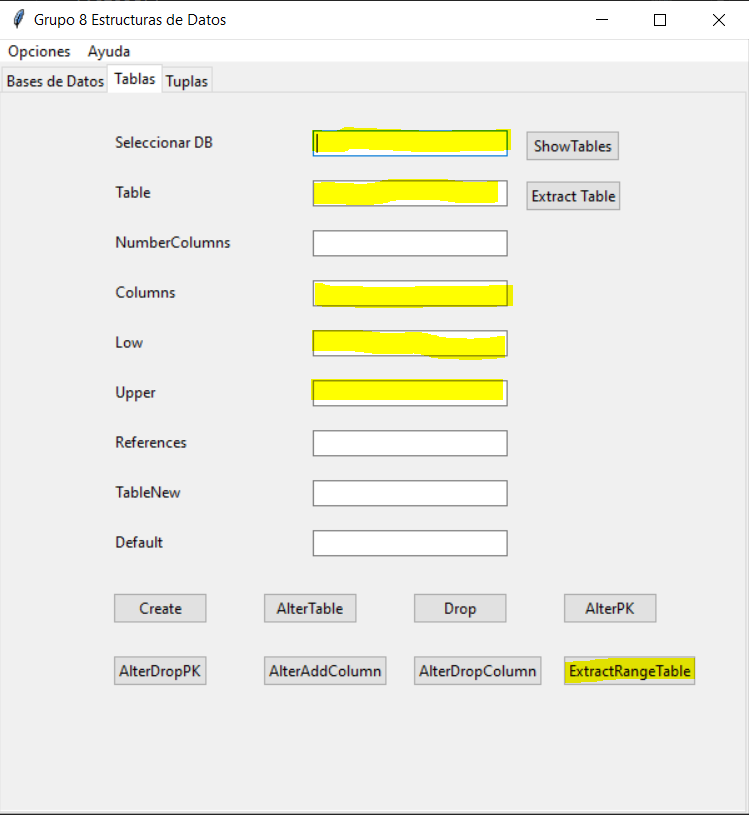 Grupo 8 Estructuras de Datos
Opciones Ayuda
Bases de Datos Tablas Tuplas
Seleccionar DB ShowTables
Table Extract Table
NumberColumns
Columns
Low
Upper
References
TableNew
Default
Create AlterTable Drop AlterPK
AlterDropPK AlterAddColumn AlterDropColumn ExtractRangeTable